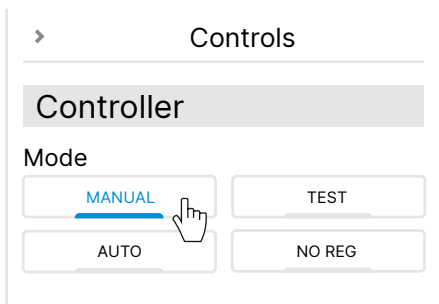 Controls
Controller
Mode
MANUAL TEST
AUTO NO REG